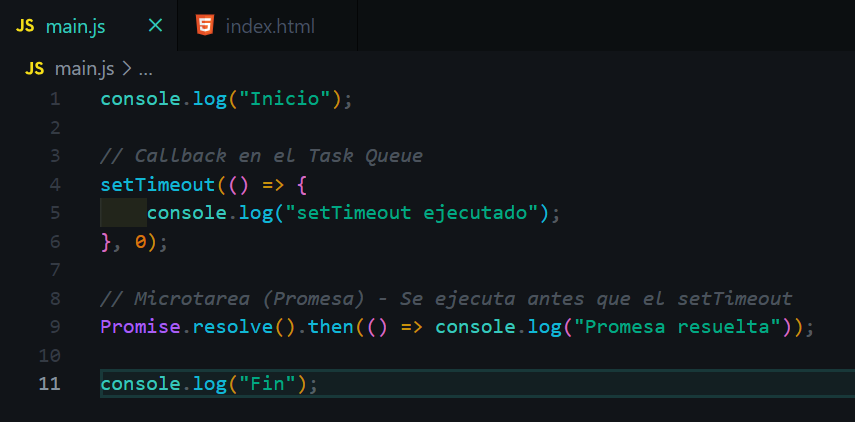 JS main.js × index.html
JS main.js > ...
1 console.log("Inicio");
2
3 // Callback en el Task Queue
4 setTimeout(() => {
5     console.log("setTimeout ejecutado");
6 }, 0);
7
8 // Microtarea (Promesa) - Se ejecuta antes que el setTimeout
9 Promise.resolve().then(() => console.log("Promesa resuelta"));
10
11 console.log("Fin");